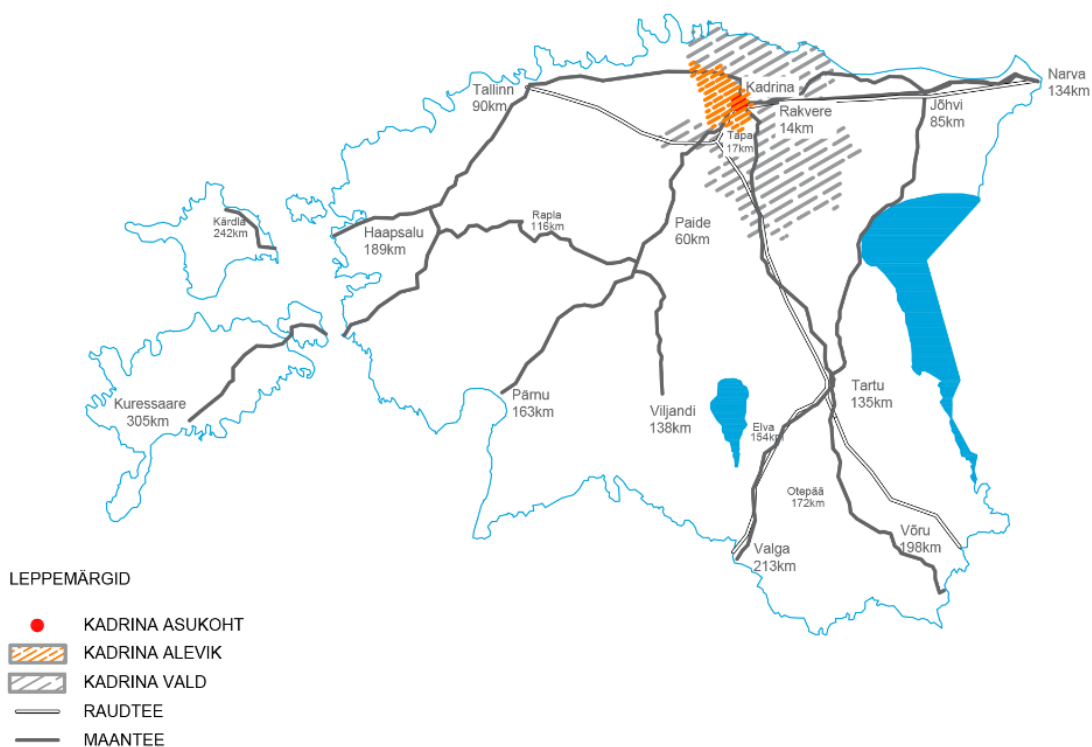 Kadrina
Narva
134km
Tallinn
90km
Rakvere
14km
Jõhvi
85km
Tapa
17km
Kärdla
242km
Haapsalu
189km
Rapla
116km
Paide
60km
Kuressaare
305km
Pärnu
163km
Viljandi
138km
Tartu
135km
Elva
154km
Otepää
172km
Võru
198km
Valga
213km
LEPPEMÄRGID
KADRINA ASUKOHT
KADRINA ALEVIK
KADRINA VALD
RAUDTEE
MAANTEE